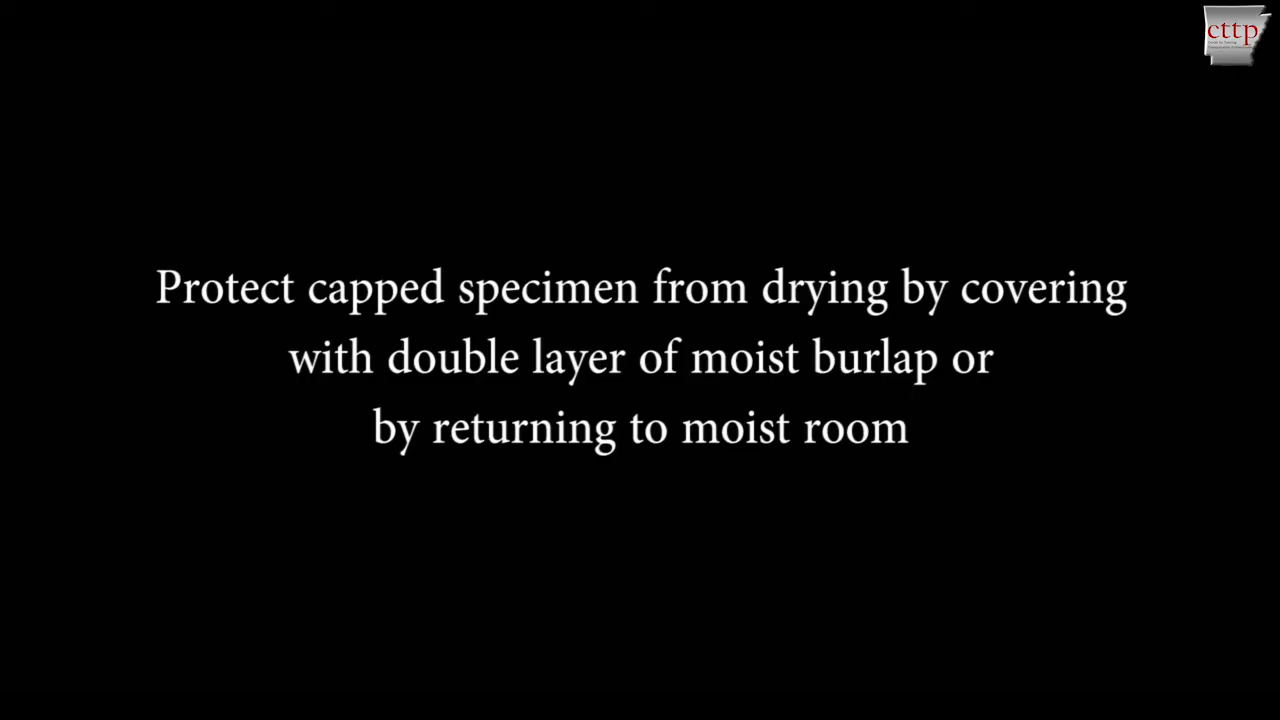 cttp
Protect capped specimen from drying by covering
with double layer of moist burlap or
by returning to moist room